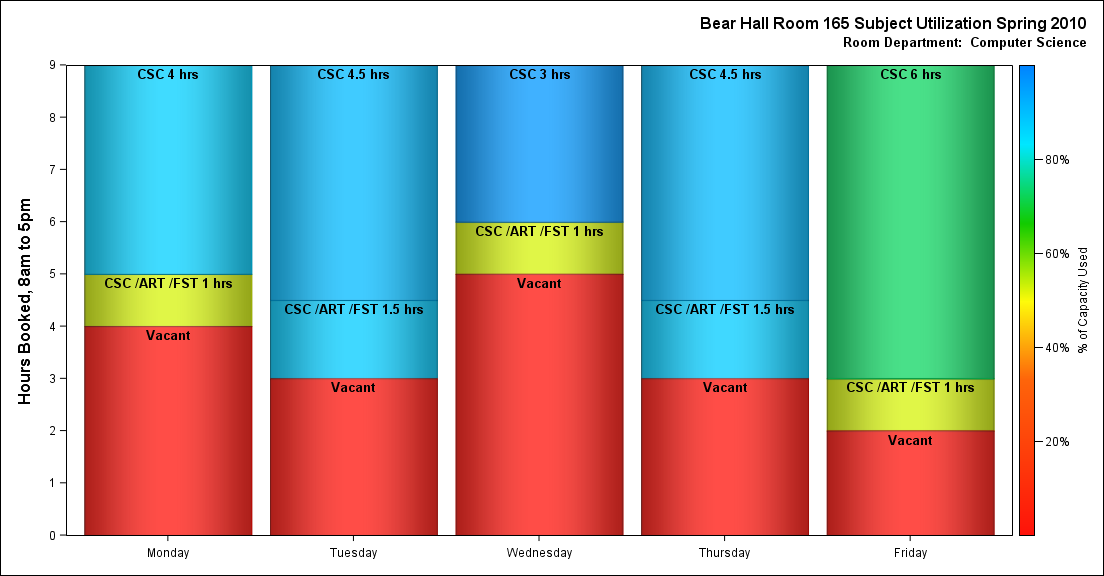 Bear Hall Room 165 Subject Utilization Spring 2010
Room Department: Computer Science
Hours Booked, 8am to 5pm
9
8
7
6
5
4
3
2
1
0
CSC 4 hrs
CSC /ART /FST 1 hrs
Vacant
CSC 4.5 hrs
CSC /ART /FST 1.5 hrs
Vacant
CSC 3 hrs
CSC /ART /FST 1 hrs
Vacant
CSC 4.5 hrs
CSC /ART /FST 1.5 hrs
Vacant
CSC 6 hrs
CSC /ART /FST 1 hrs
Vacant
Monday
Tuesday
Wednesday
Thursday
Friday
80%
60%
40%
20%
% of Capacity Used